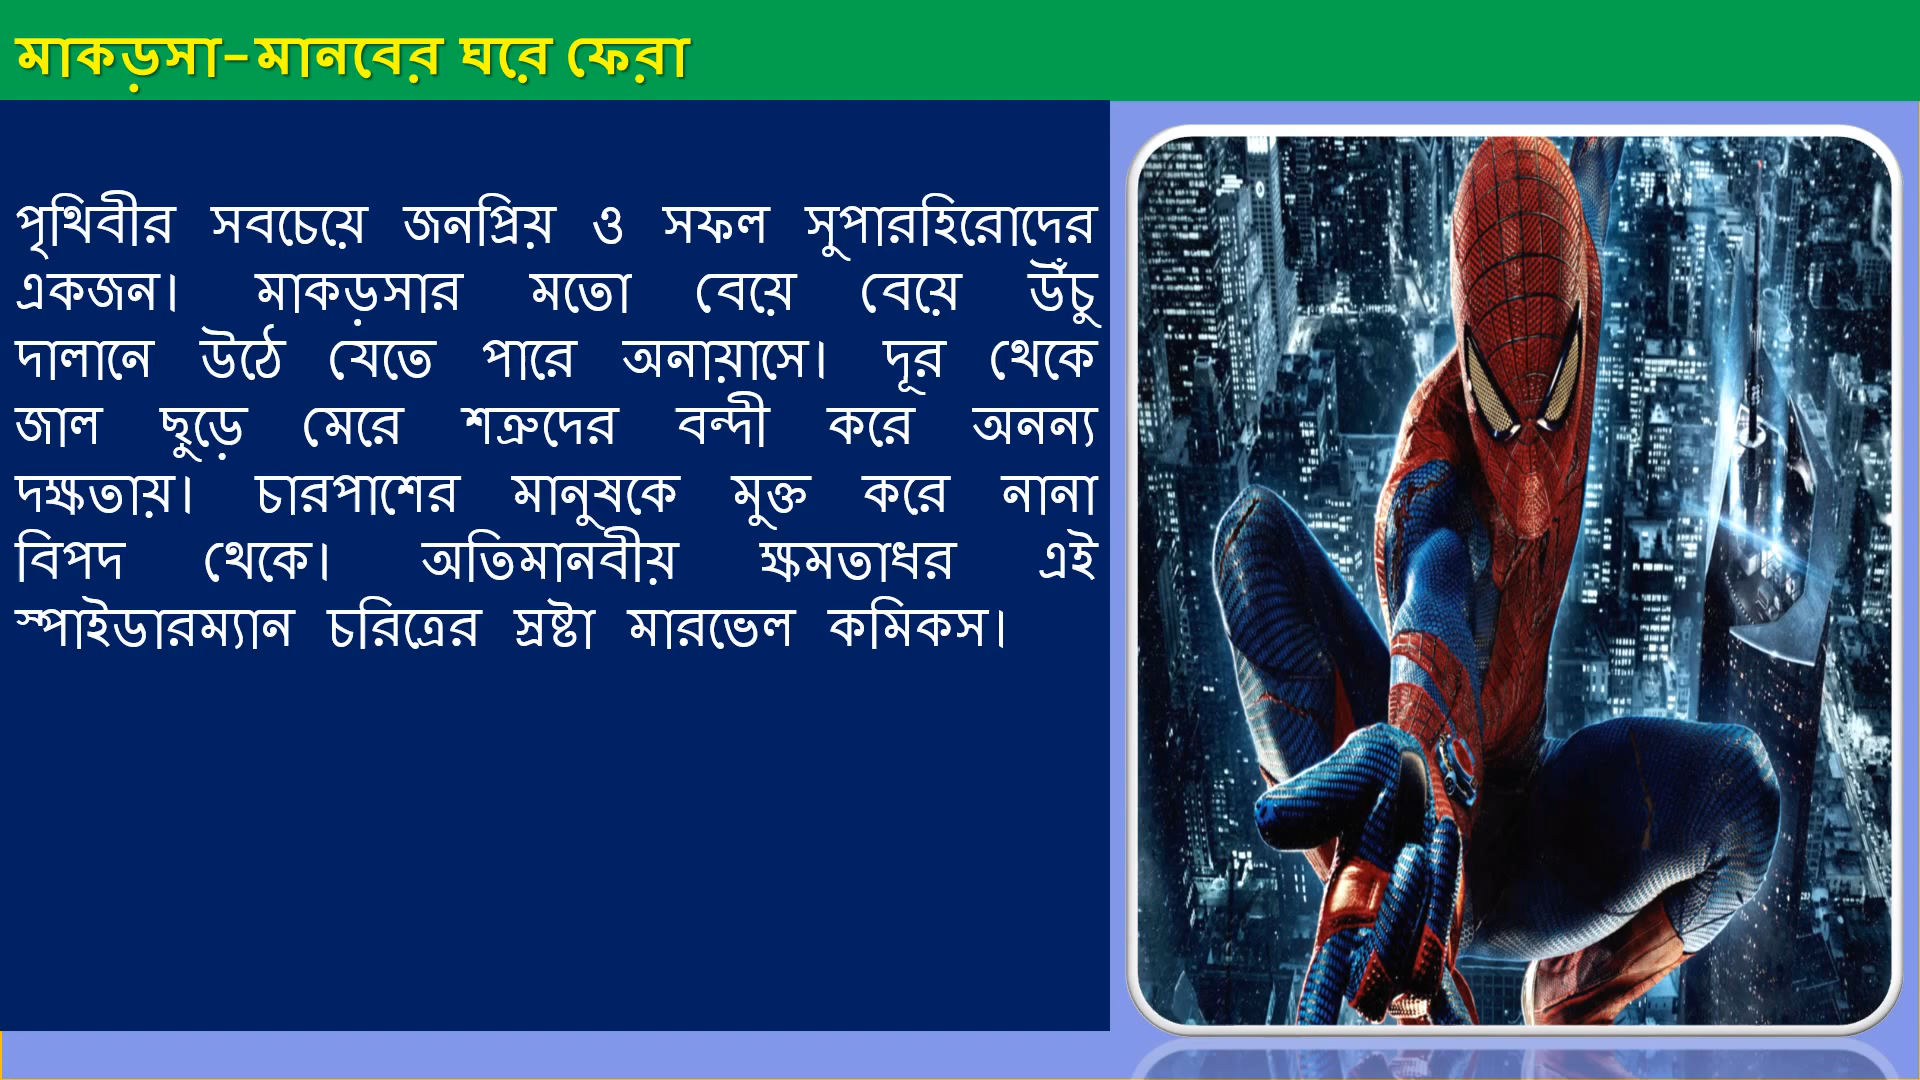 মাকড়সা–মানবের ঘরে ফেরা
পৃথিবীর সবচেয়ে জনপ্রিয় ও সফল সুপারহিরোদের
একজন। মাকড়সার মতো বেয়ে বেয়ে উঁচু
দালানে উঠে যেতে পারে অনায়াসে। দূর থেকে
জাল ছুড়ে মেরে শত্রুদের বন্দী করে অনন্য
দক্ষতায়। চারপাশের মানুষকে মুক্ত করে নানা
বিপদ থেকে। অতিমানবীয় ক্ষমতাধর এই
স্পাইডারম্যান চরিত্রের স্রষ্টা মারভেল কমিকস।